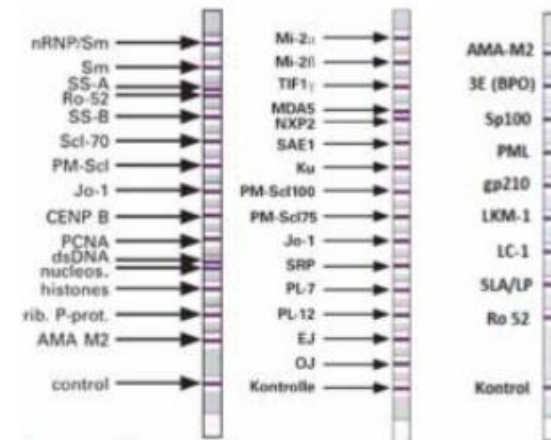 nRNP/Sm
Sm
SS-A
Ro-52
SS-B
Scl-70
PM-Scl
Jo-1
CENP B
PCNA
dsDNA
nucleos.
histones
rib. P-prot.
AMA M2
control
Mi-2α
Mi-2β
TIF1γ
MDA5
NXP2
SAE1
Ku
PM-Scl100
PM-Scl75
Jo-1
SRP
PL-7
PL-12
EJ
OJ
Kontrolle
AMA-M2
3E (BPO)
Sp100
PML
gp210
LKM-1
LC-1
SLA/LP
Ro 52
Kontrol